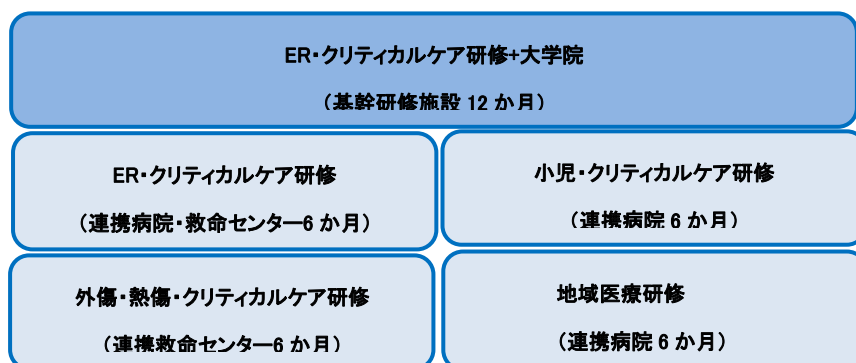 ER・クリティカルケア研修+大学院
（基幹研修施設 12 か月）
ER・クリティカルケア研修
（連携病院・救命センター6 か月）
小児・クリティカルケア研修
（連携病院 6 か月）
外傷・熱傷・クリティカルケア研修
（連携救命センター6 か月）
地域医療研修
（連携病院 6 か月）